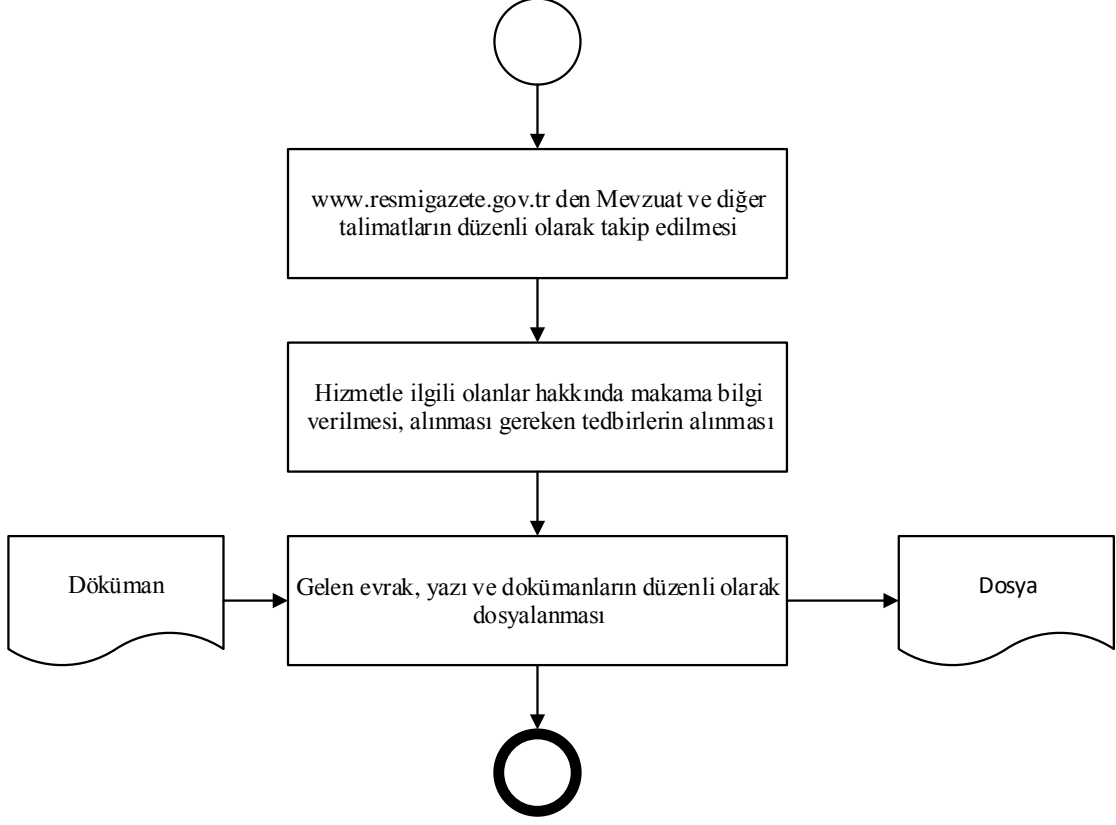 www.resmigazete.gov.tr den Mevzuat ve diğer
talimatların düzenli olarak takip edilmesi
Hizmetle ilgili olanlar hakkında makama bilgi
verilmesi, alınması gereken tedbirlerin alınması
Döküman
Gelen evrak, yazı ve dokümanların düzenli olarak
dosyalanması
Dosya